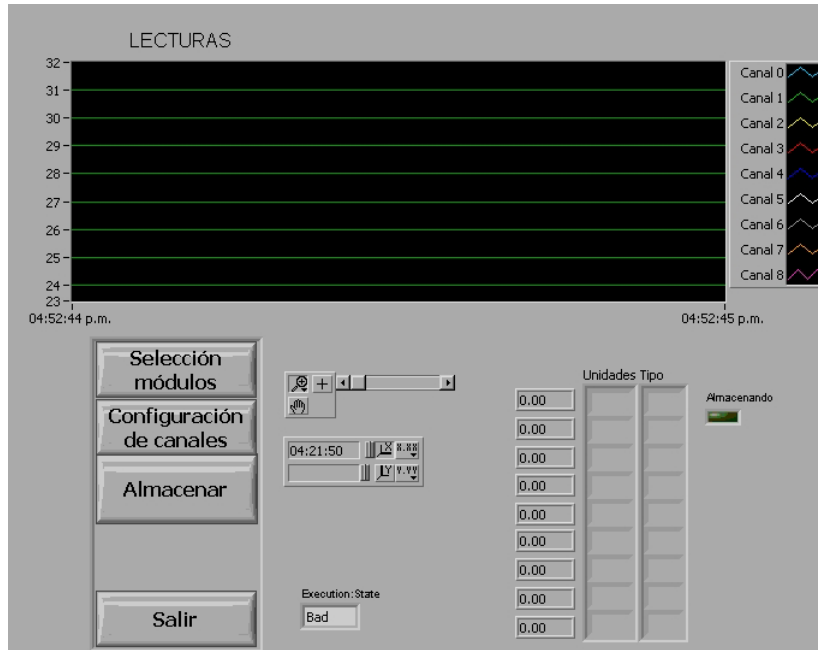 LECTURAS
32
31
30
29
28
27
26
25
24
23
04:52:44 p.m.
04:52:45 p.m.
Canal 0
Canal 1
Canal 2
Canal 3
Canal 4
Canal 5
Canal 6
Canal 7
Canal 8
Selección
módulos
Configuración
de canales
Almacenar
Salir
04:21:50
X
X.XX
Y
Y.YY
Execution:State
Bad
Unidades Tipo
0.00
0.00
0.00
0.00
0.00
0.00
0.00
0.00
0.00
Almacenando